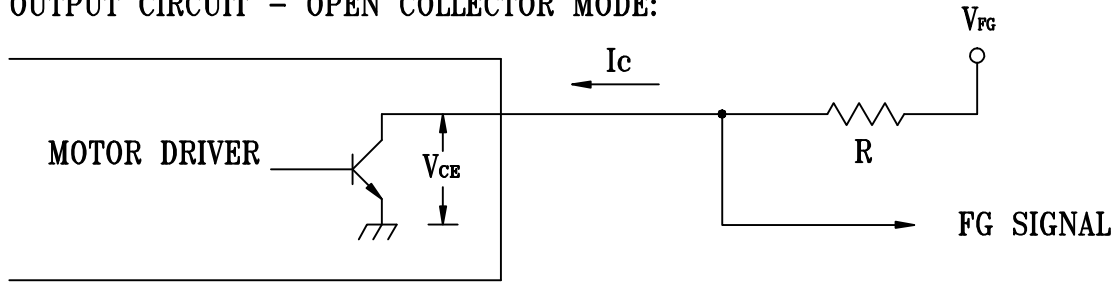 OUTPUT CIRCUIT – OPEN COLLECTOR MODE:
VFG
Ic
MOTOR DRIVER
VCE
R
FG SIGNAL